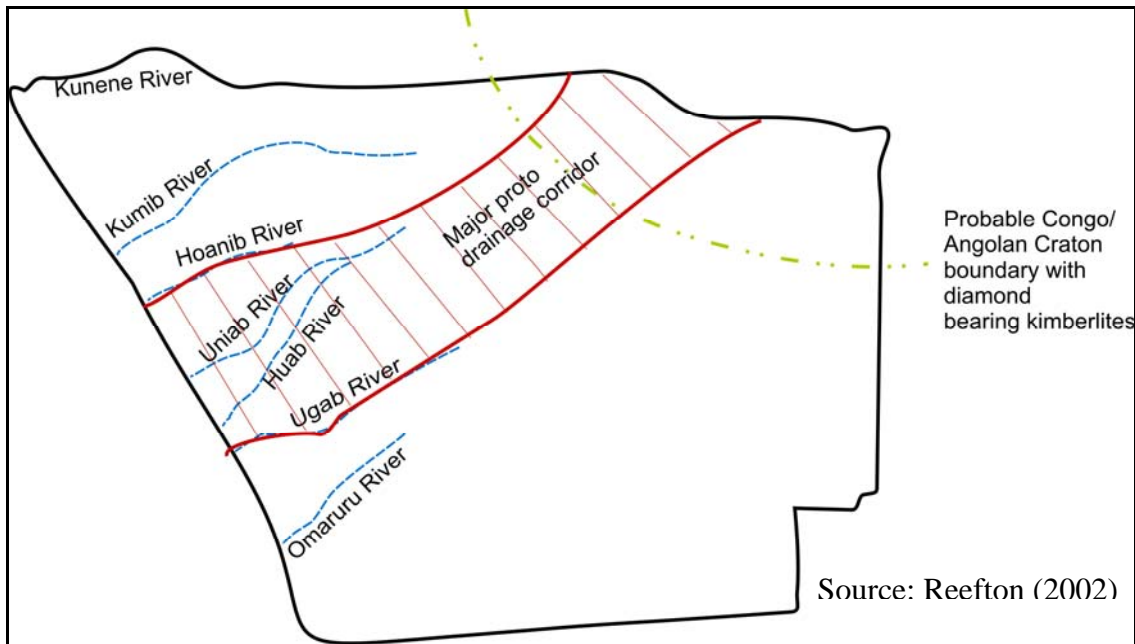 Kunene River
Kumib River
Hoanib River
Uniab River
Huab River
Ugab River
Omaruru River
Major proto
drainage corridor
Probable Congo/
Angolan Craton
boundary with
diamond
bearing kimberlites
Source: Reefton (2002)